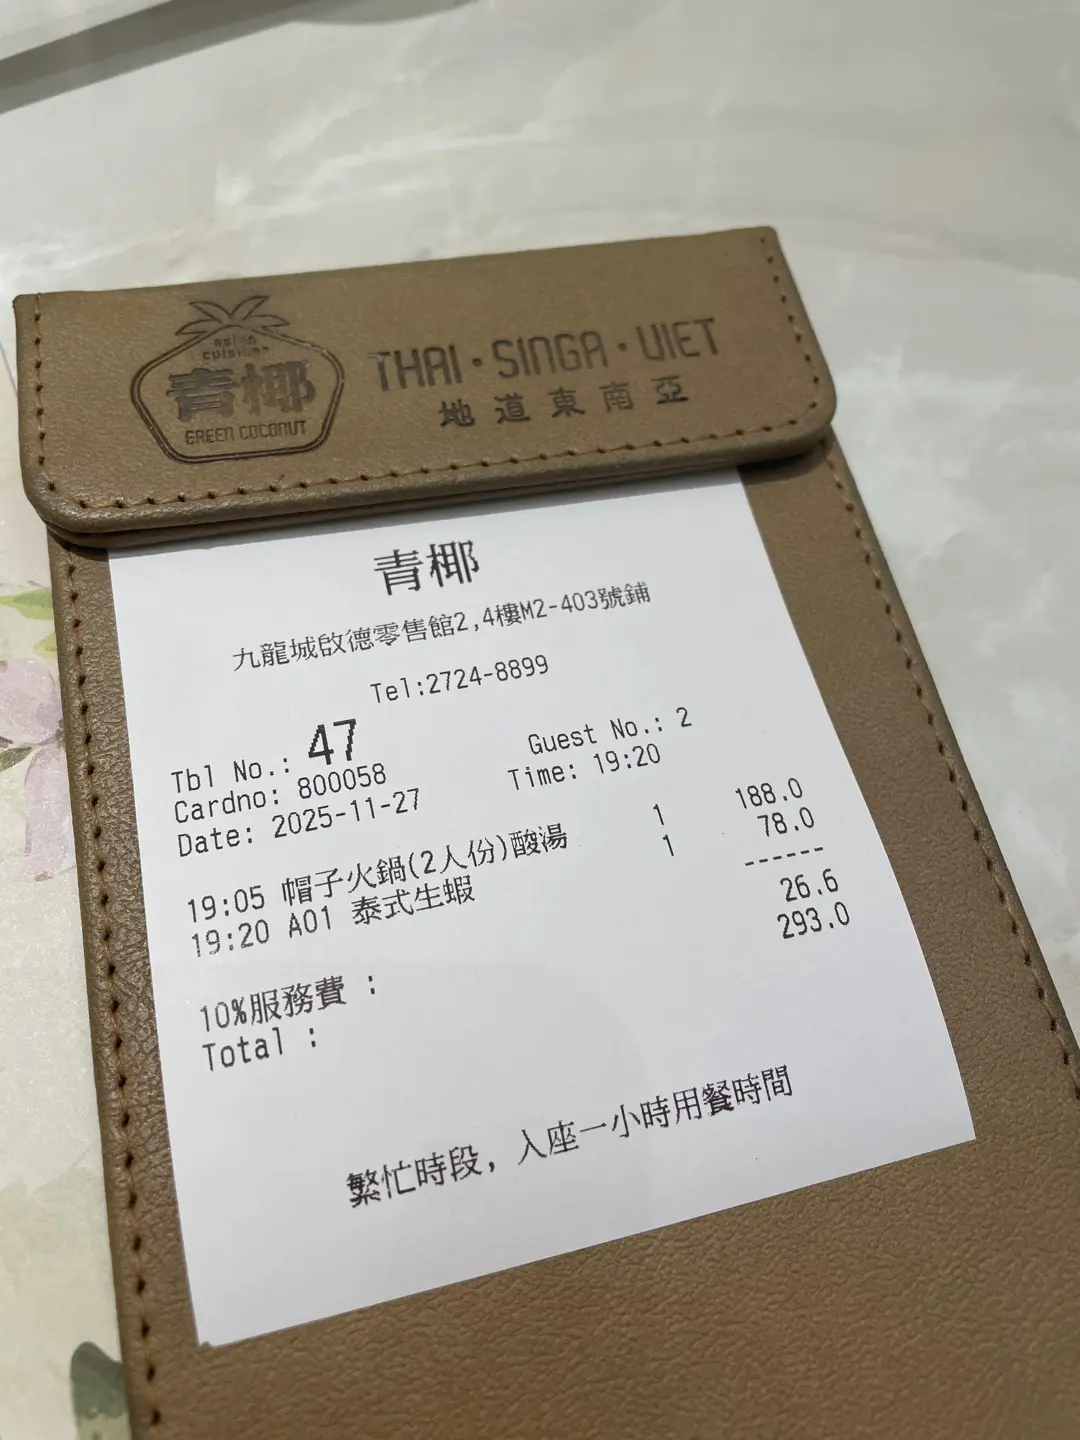 asian
cuisines
青椰
GREEN COCONUT
THAI·SINGA·VIET
地道東南亞
青椰
九龍城啟德零售館2,4樓M2-403號鋪
Tel:2724-8899
Tbl No.: 47 Guest No.: 2
Cardno: 800058 Time: 19:20
Date: 2025-11-27
19:05 帽子火鍋(2人份)酸湯 1 188.0
19:20 A01 泰式生蝦 1 78.0
------
10%服務費 : 26.6
Total : 293.0
繁忙時段，入座一小時用餐時間